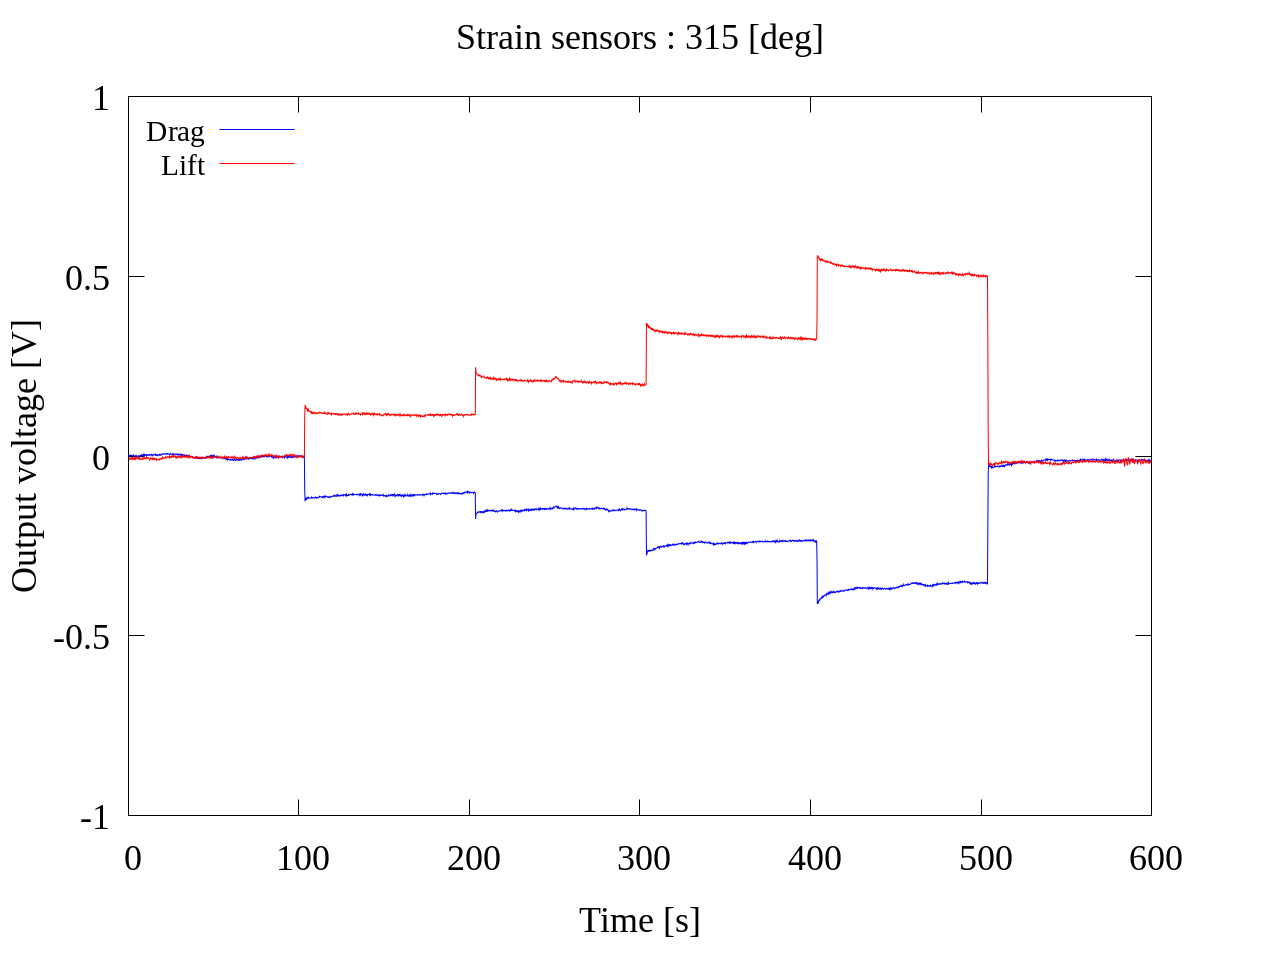 Strain sensors : 315 [deg]
1
0.5
0
-0.5
-1
Output voltage [V]
Drag
Lift
0 100 200 300 400 500 600
Time [s]